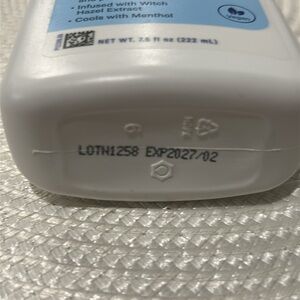 • Infused with Witch
Hazel Extract
• Cools with Menthol
Vegan
NET WT. 7.5 fl oz (222 mL)
LOTN1258 EXP2027/02